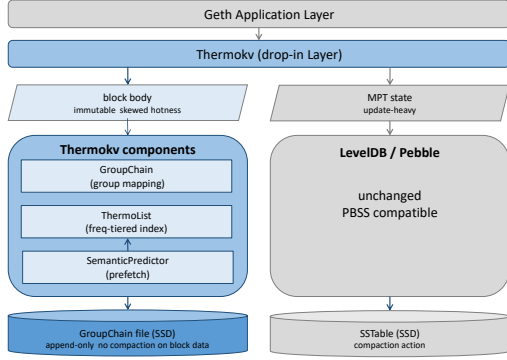 Geth Application Layer
Thermokv (drop-in Layer)
block body
immutable skewed hotness
MPT state
update-heavy
Thermokv components
GroupChain
(group mapping)
ThermoList
(freq-tiered index)
SemanticPredictor
(prefetch)
LevelDB / Pebble
unchanged
PBSS compatible
GroupChain file (SSD)
append-only no compaction on block data
SSTable (SSD)
compaction action